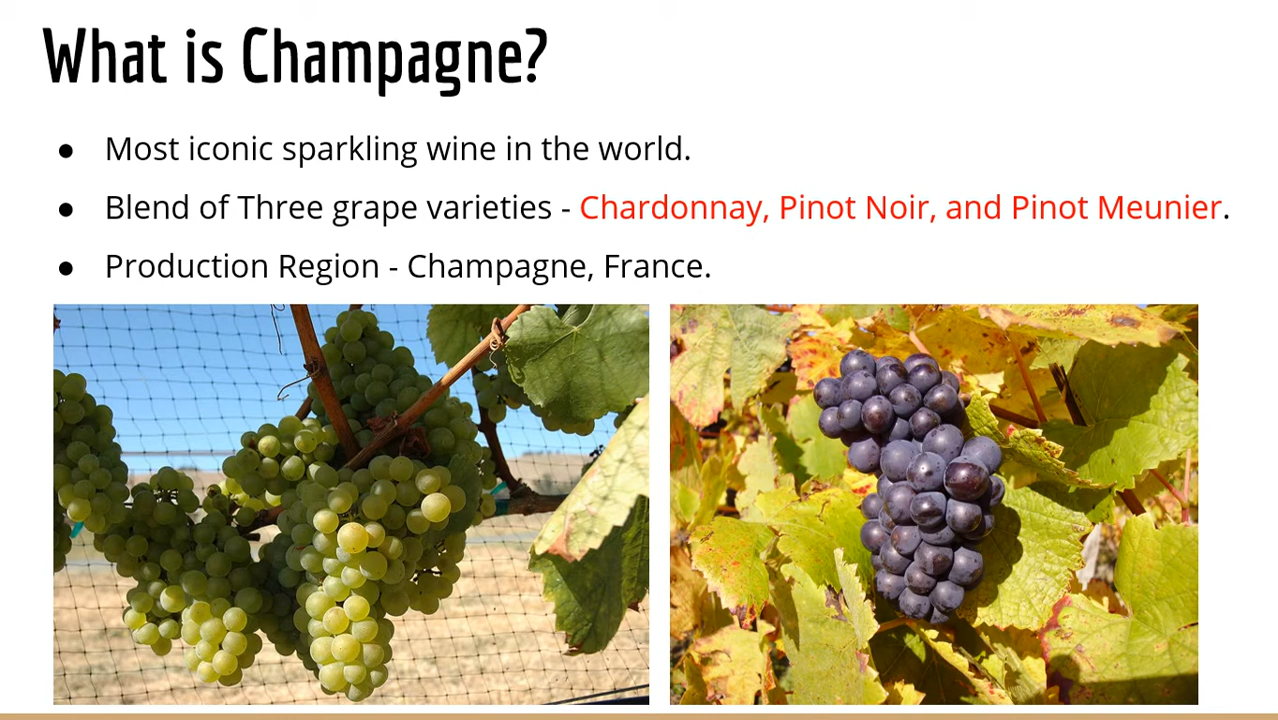 What is Champagne?
● Most iconic sparkling wine in the world.
● Blend of Three grape varieties - Chardonnay, Pinot Noir, and Pinot Meunier.
● Production Region - Champagne, France.